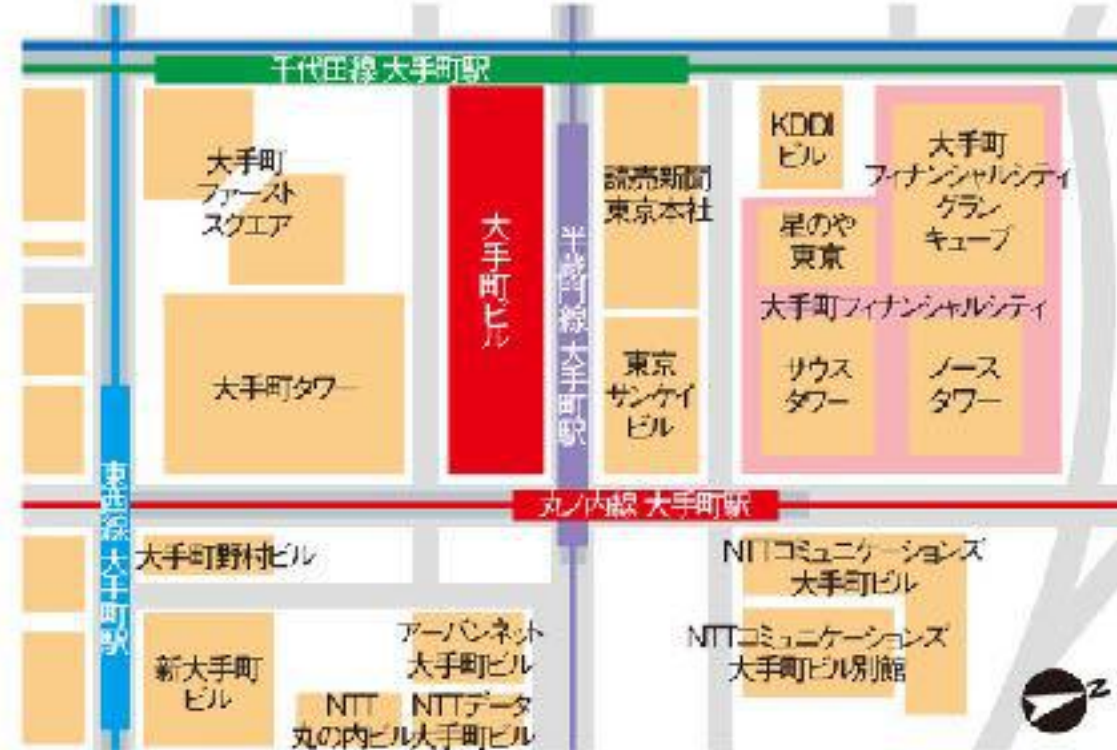 千代田線 大手町駅
大手町
ファースト
スクエア
大手町ビル
半蔵門線 大手町駅
読売新聞
東京本社
KDDI
ビル
大手町
フィナンシャルシティ
グラン
キューブ
星のや
東京
大手町フィナンシャルシティ
大手町タワー
東京
サンケイ
ビル
サウス
タワー
ノース
タワー
東西線 大手町駅
丸ノ内線 大手町駅
大手町野村ビル
NTTコミュニケーションズ
大手町ビル
新大手町
ビル
アーバンネット
大手町ビル
NTTコミュニケーションズ
大手町ビル別館
NTT
丸の内ビル
NTTデータ
大手町ビル
Z